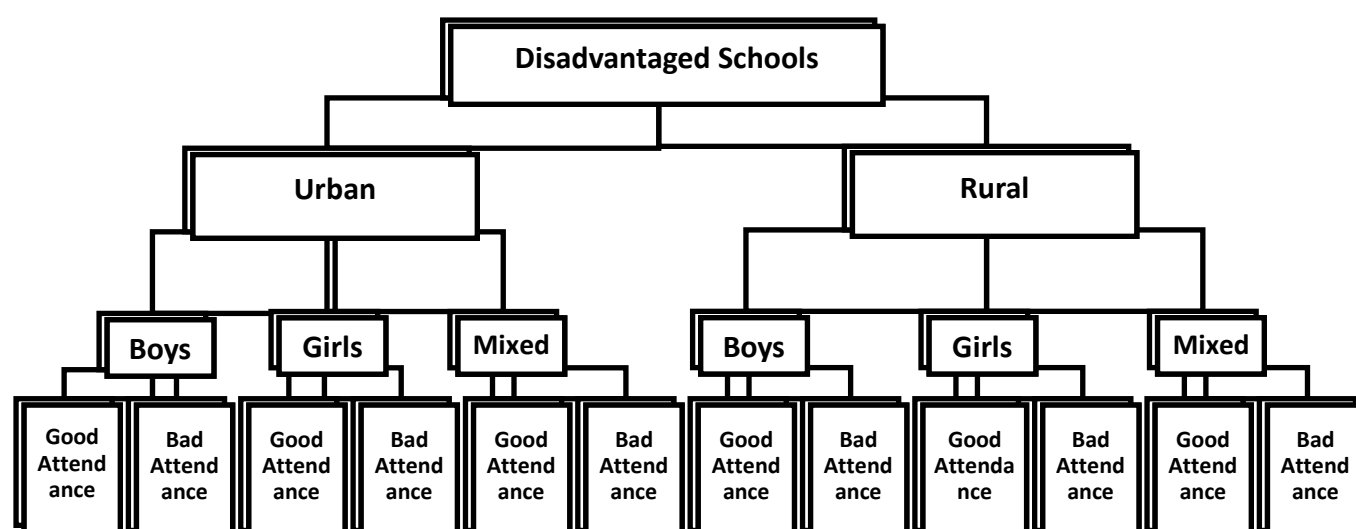 Disadvantaged Schools
Urban
Rural
Boys
Girls
Mixed
Boys
Girls
Mixed
Good
Attend
ance
Bad
Attend
ance
Good
Attend
ance
Bad
Attend
ance
Good
Attend
ance
Bad
Attend
ance
Good
Attend
ance
Bad
Attend
ance
Good
Attenda
nce
Bad
Attend
ance
Good
Attend
ance
Bad
Attend
ance